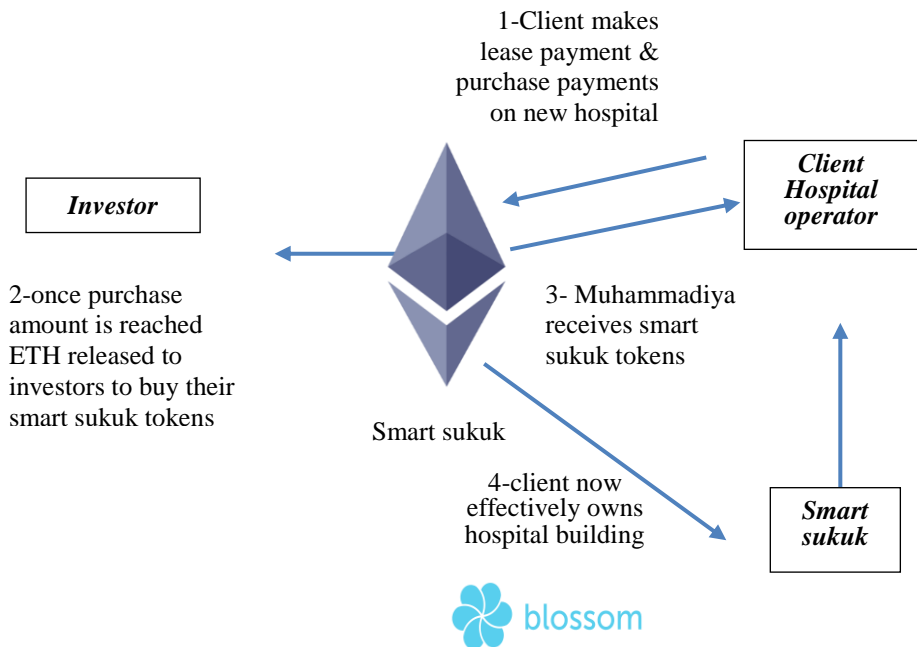 1-Client makes
lease payment &
purchase payments
on new hospital
Client
Hospital
operator
Investor
2-once purchase
amount is reached
ETH released to
investors to buy their
smart sukuk tokens
3- Muhammadiya
receives smart
sukuk tokens
Smart sukuk
4-client now
effectively owns
hospital building
Smart
sukuk
blossom